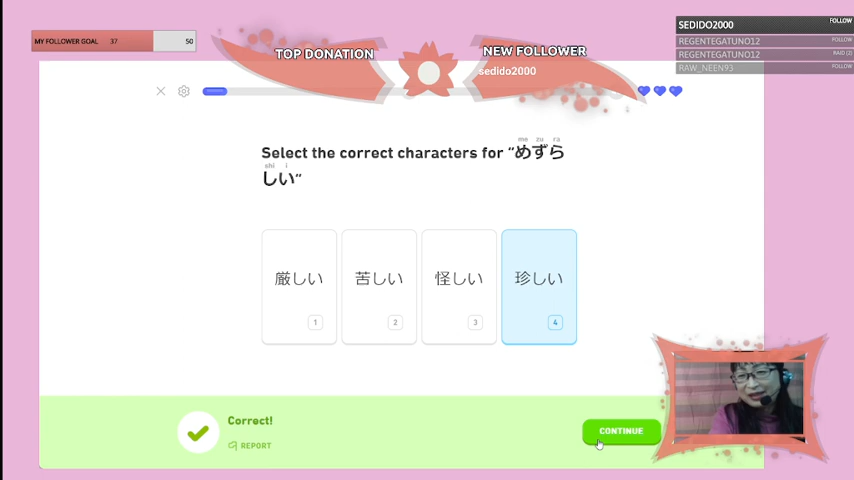 MY FOLLOWER GOAL 37 50
TOP DONATION
NEW FOLLOWER
sedido2000
SEDIDO2000 FOLLOW
REGENTEGATUNO12 FOLLOW
REGENTEGATUNO12 RAID (2)
RAW_NEEN93 FOLLOW
me zu ra
Select the correct characters for “めずら
shi i
しい”
厳しい 苦しい 怪しい 珍しい
1 2 3 4
Correct!
REPORT
CONTINUE